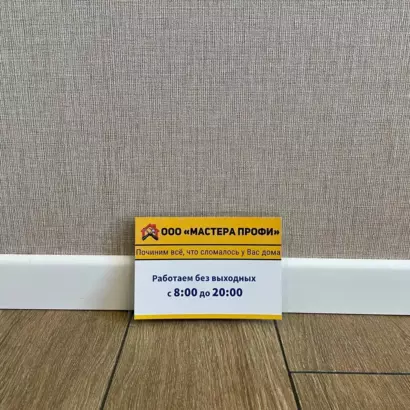 ООО «МАСТЕРА ПРОФИ»
Починим всё, что сломалось у Вас дома
Работаем без выходных
с 8:00 до 20:00